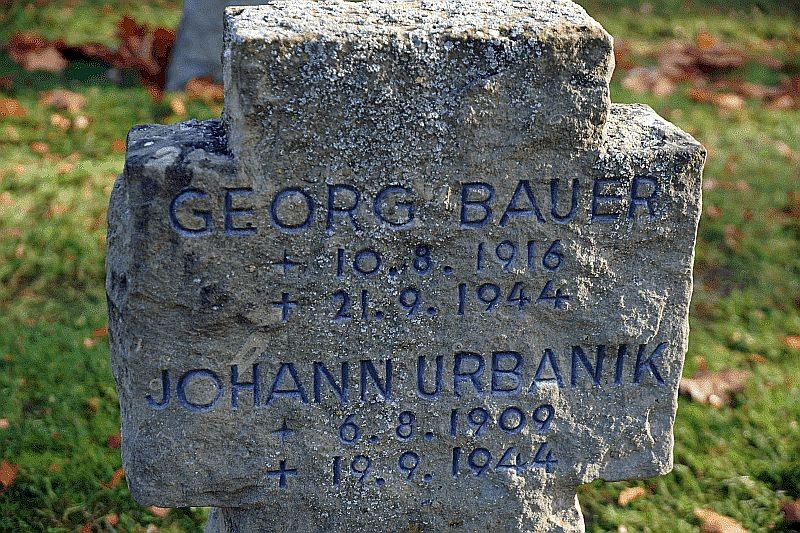 GEORG BAUER
+ 10. 8. 1916
+ 21. 9. 1944
JOHANN URBANIK
+ 6. 8. 1909
+ 19. 9. 1944